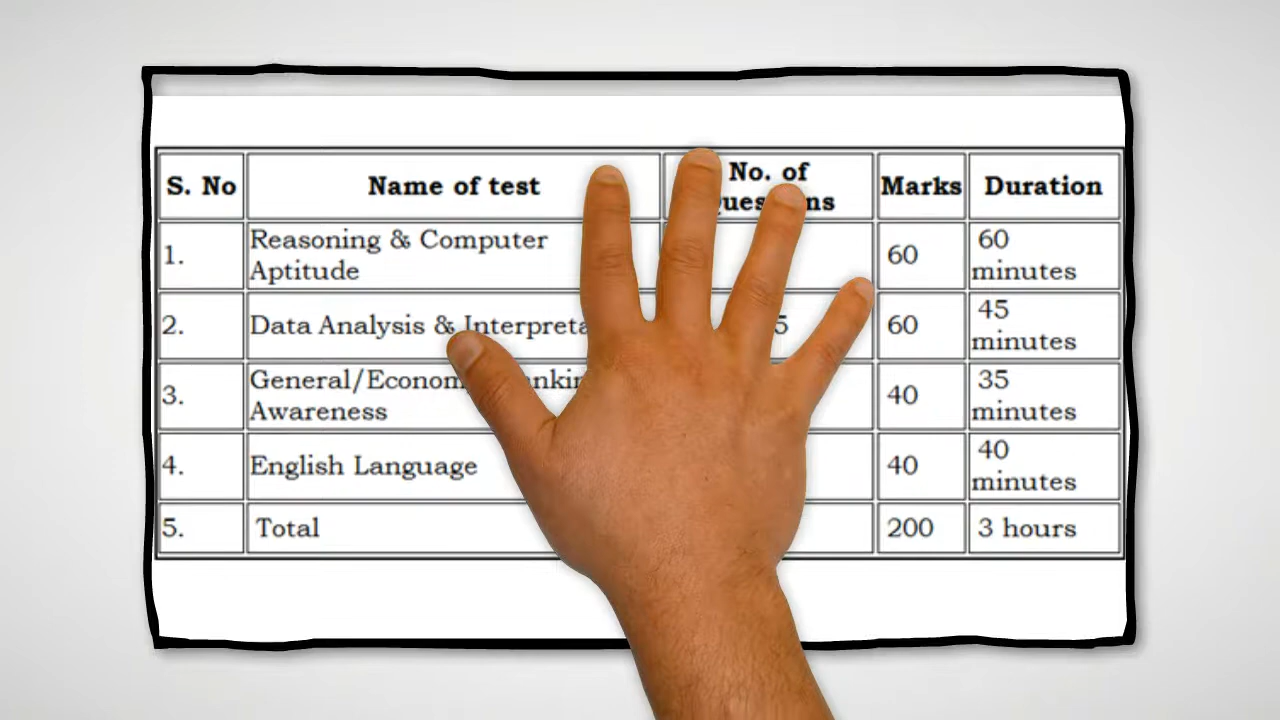 S. No
Name of test
No. of
Marks
Duration
1.
Reasoning & Computer
Aptitude
60
60
minutes
2.
Data Analysis &
60
45
minutes
3.
Awareness
40
35
minutes
4.
English Language
40
40
minutes
5.
Total
200
3 hours